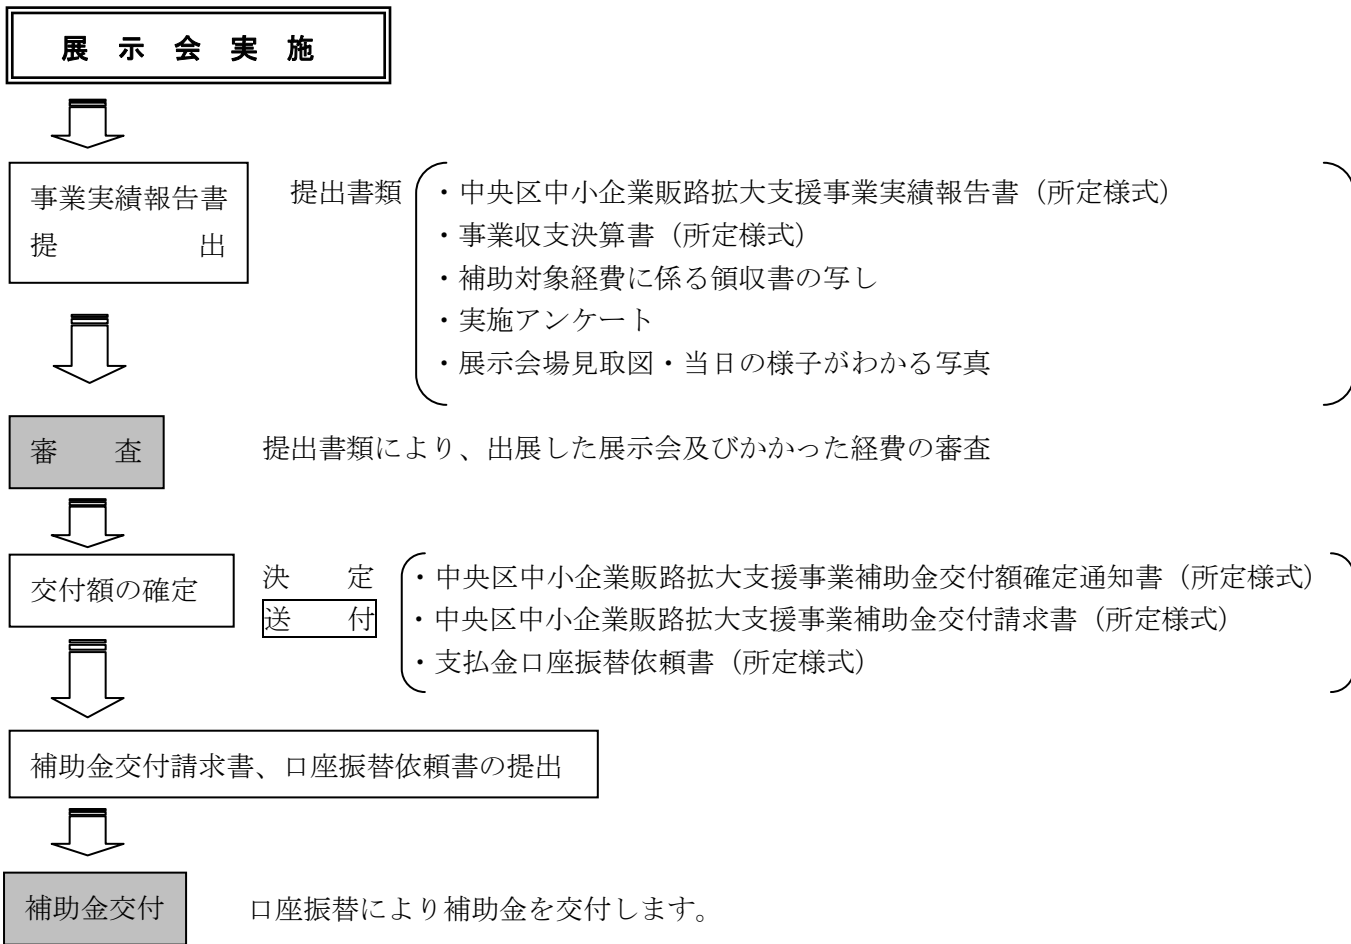 展 示 会 実 施
事業実績報告書
提 出
提出書類
・中央区中小企業販路拡大支援事業実績報告書（所定様式）
・事業収支決算書（所定様式）
・補助対象経費に係る領収書の写し
・実施アンケート
・展示会場見取図・当日の様子がわかる写真
審 査
提出書類により、出展した展示会及びかかった経費の審査
交付額の確定
決 定
送 付
・中央区中小企業販路拡大支援事業補助金交付額確定通知書（所定様式）
・中央区中小企業販路拡大支援事業補助金交付請求書（所定様式）
・支払金口座振替依頼書（所定様式）
補助金交付請求書、口座振替依頼書の提出
補助金交付
口座振替により補助金を交付します。